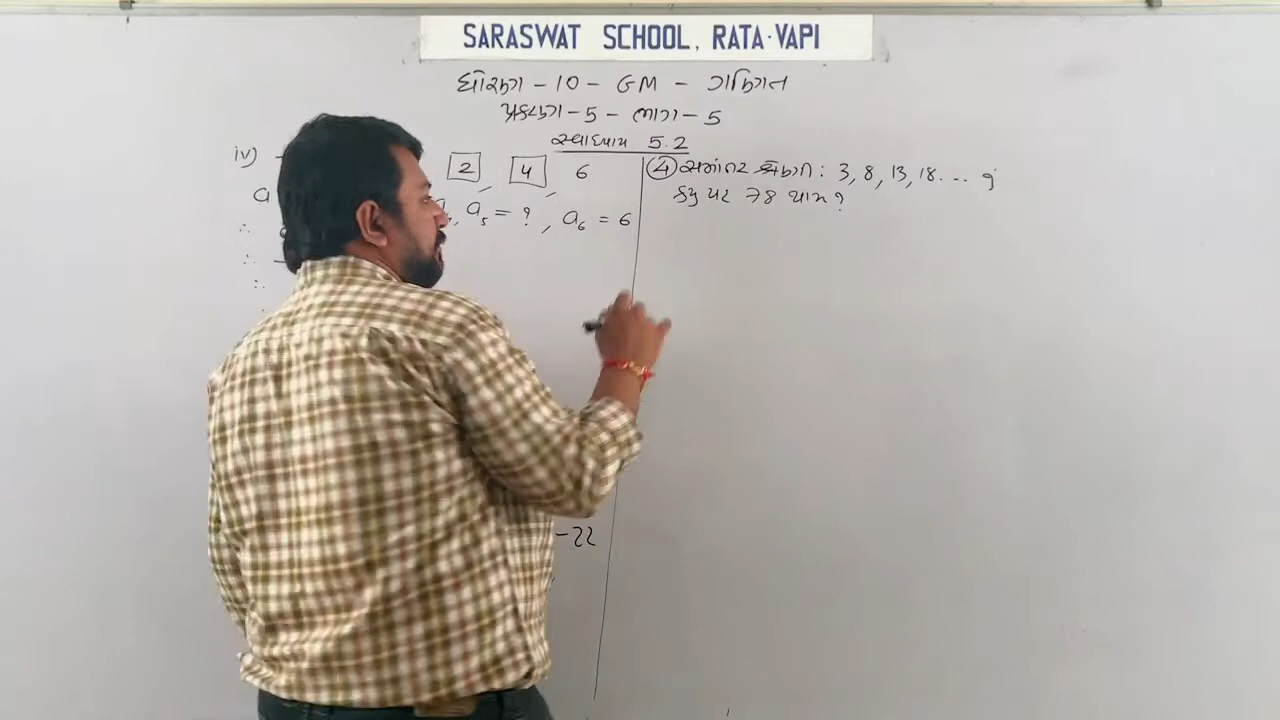 SARASWAT SCHOOL, RATA-VAPI
ધોરણ - 10 - GM - ગણિત
પ્રકરણ - 5 - ભાગ - 5
સ્વાધ્યાય 5.2
iv)
2 , 4 , 6
a
a₅ = ? , a₆ = 6
∴
∴
∴
-22
④ સમાંતર શ્રેણી : 3, 8, 13, 18 ... નું
કયું પદ 78 થાય ?